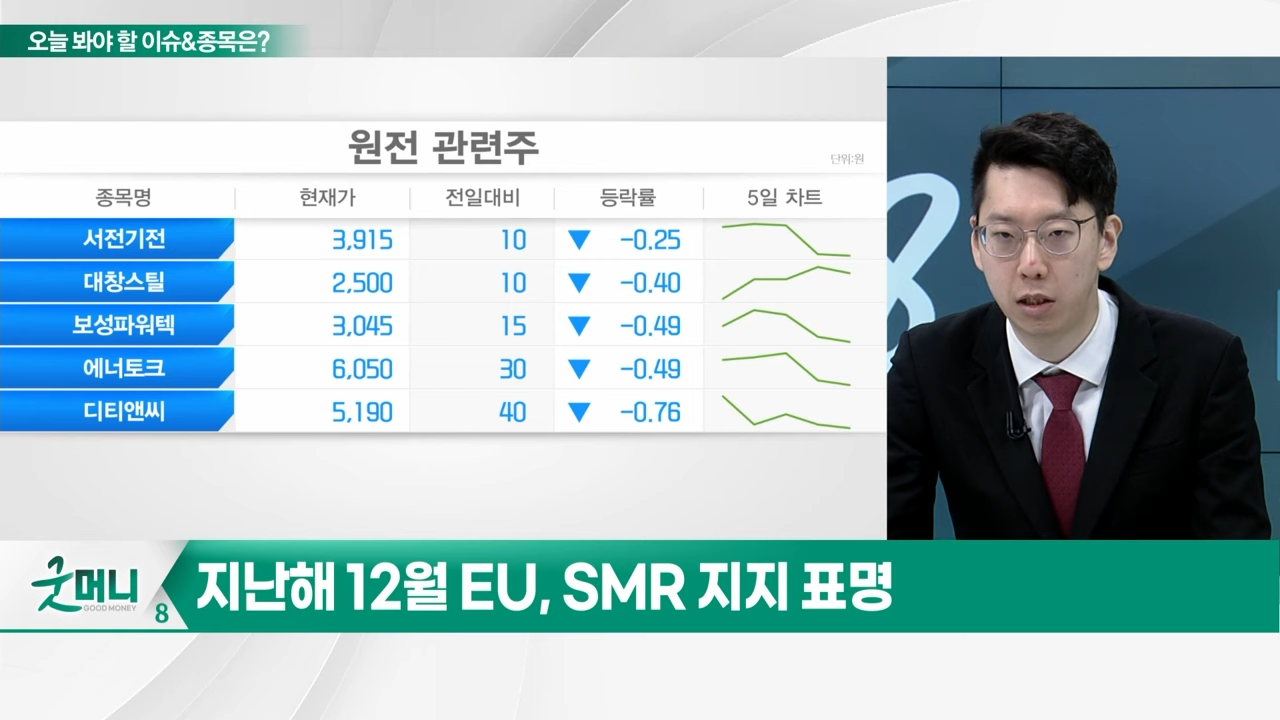 오늘 봐야 할 이슈&종목은?
원전 관련주
단위:원
종목명 현재가 전일대비 등락률 5일 차트
서전기전 3,915 10 ▼ -0.25
대창스틸 2,500 10 ▼ -0.40
보성파워텍 3,045 15 ▼ -0.49
에너토크 6,050 30 ▼ -0.49
디티앤씨 5,190 40 ▼ -0.76
굿머니
GOOD MONEY
8
지난해 12월 EU, SMR 지지 표명